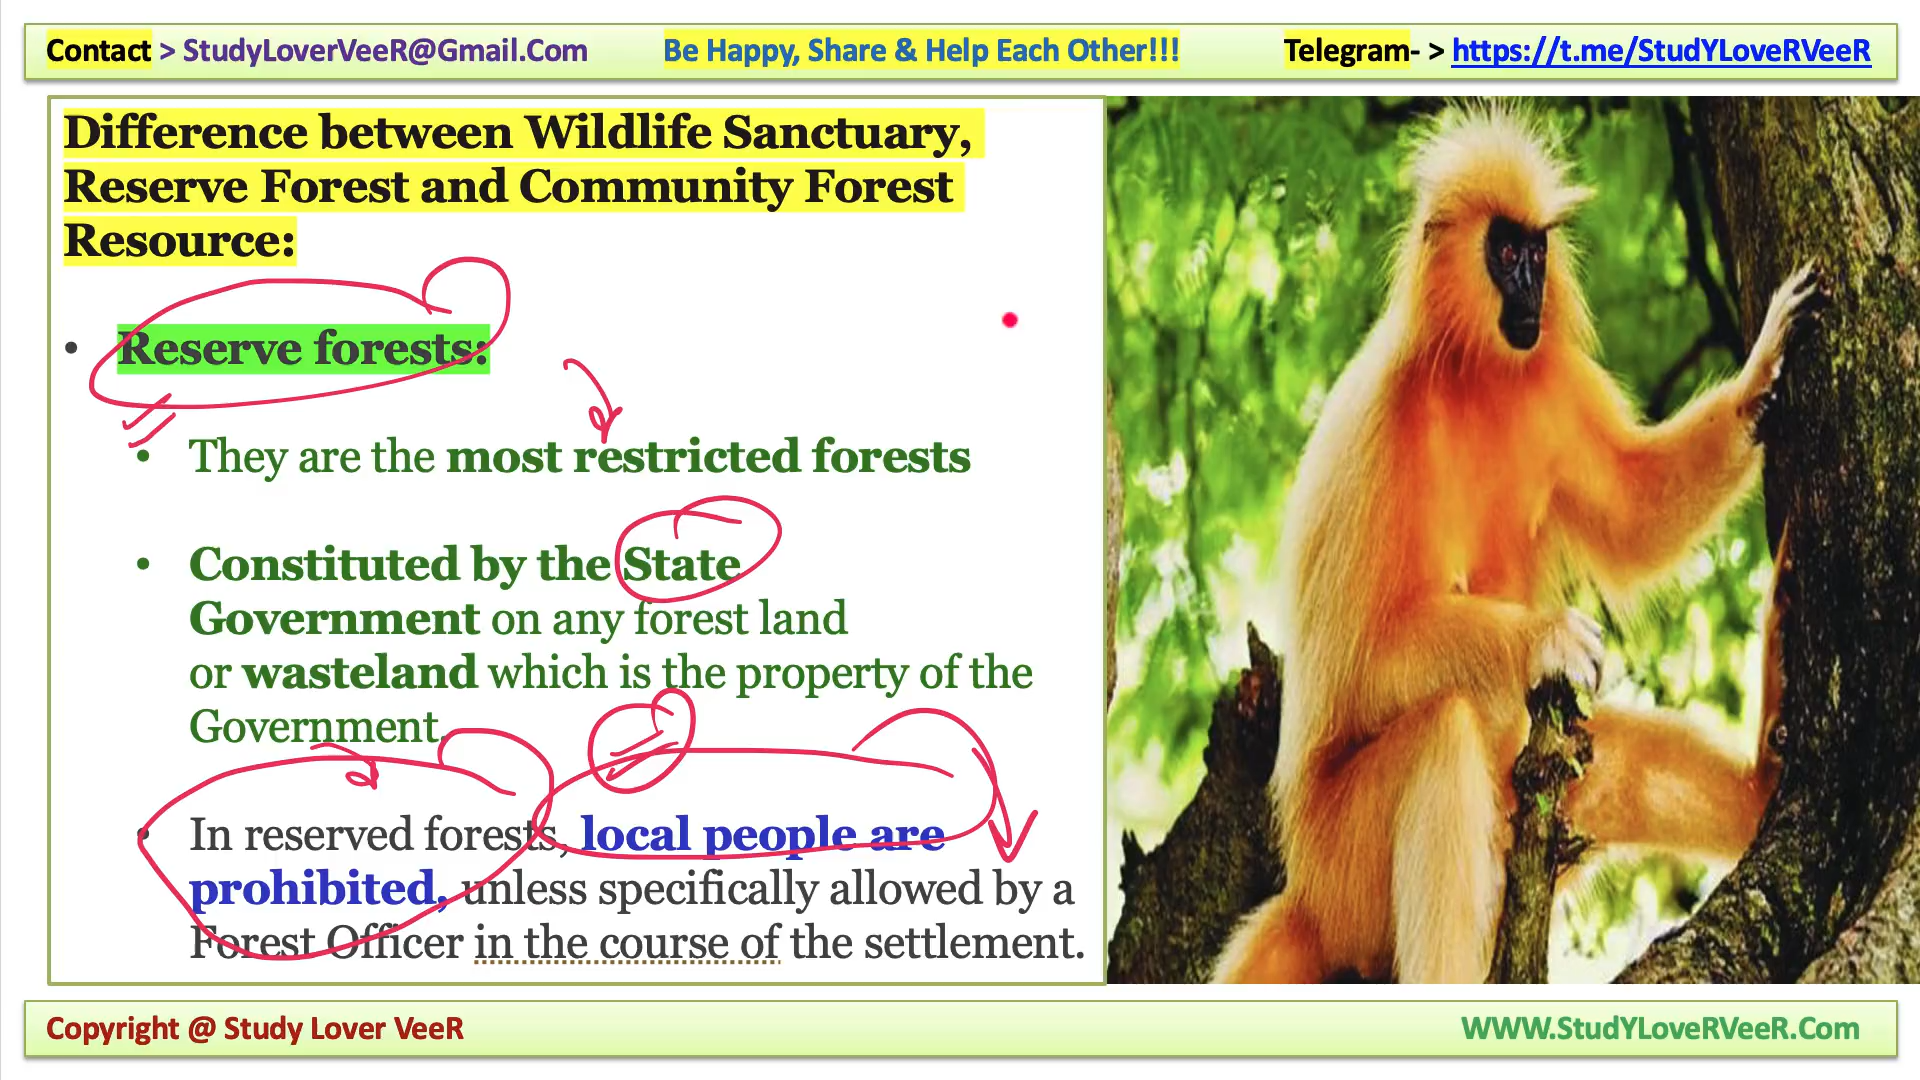 Contact > StudyLoverVeeR@Gmail.Com Be Happy, Share & Help Each Other!!! Telegram- > https://t.me/StudYLoveRVeeR
Difference between Wildlife Sanctuary,
Reserve Forest and Community Forest
Resource:
• Reserve forests:
• They are the most restricted forests
• Constituted by the State
Government on any forest land
or wasteland which is the property of the
Government.
• In reserved forests, local people are
prohibited, unless specifically allowed by a
Forest Officer in the course of the settlement.
Copyright @ Study Lover VeeR WWW.StudYLoveRVeeR.Com